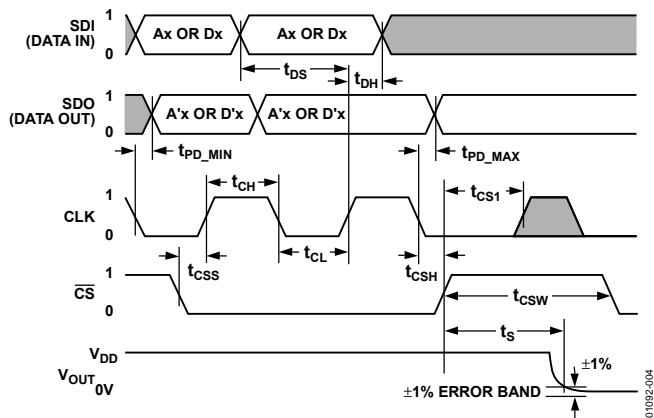 SDI
(DATA IN)
1
0
Ax OR Dx
Ax OR Dx
tDS
tDH
SDO
(DATA OUT)
1
0
A'x OR D'x
A'x OR D'x
tPD_MIN
tPD_MAX
CLK
1
0
tCH
tCL
tCS1
tCSS
tCSH
CS
1
0
tCSW
tS
VOUT
VDD
0V
±1%
±1% ERROR BAND
01092-004